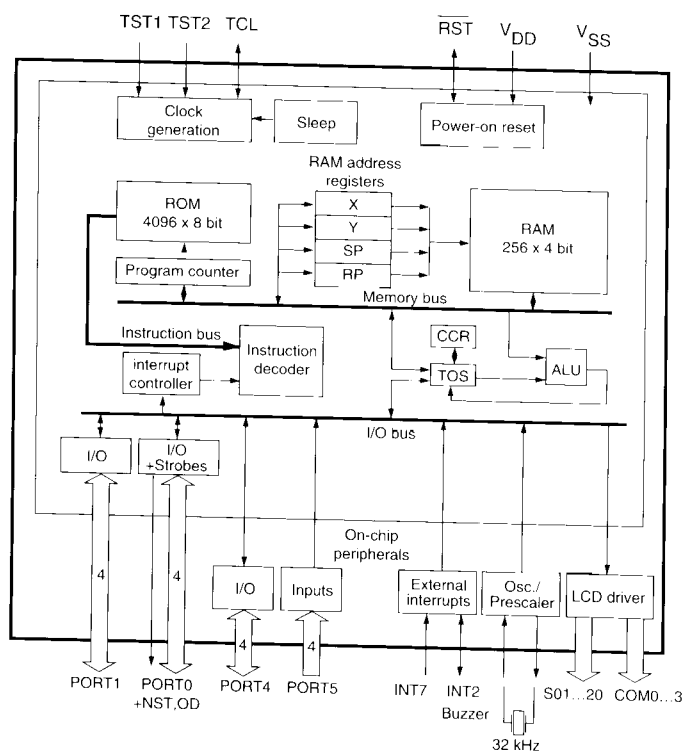 TST1 TST2 TCL
RST VDD VSS
Clock
generation
Sleep
Power-on reset
RAM address
registers
ROM
4096 x 8 bit
X
Y
SP
RP
RAM
256 x 4 bit
Program counter
Memory bus
Instruction bus
Instruction
decoder
CCR
TOS
ALU
interrupt
controller
I/O bus
I/O
I/O
+Strobes
On-chip
peripherals
4
4
I/O
Inputs
External
interrupts
Osc./
Prescaler
LCD driver
4
4
PORT1
PORT0
+NST,OD
PORT4
PORT5
INT7
INT2
Buzzer
S01...20
COM0...3
32 kHz